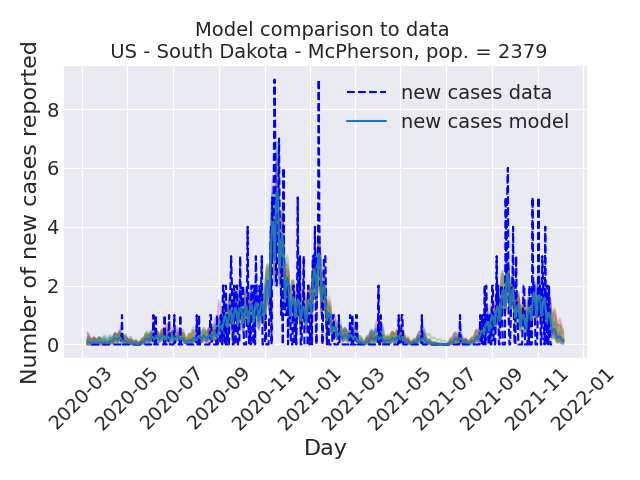 Model comparison to data
US - South Dakota - McPherson, pop. = 2379
Number of new cases reported
8
6
4
2
0
new cases data
new cases model
2020-03
2020-05
2020-07
2020-09
2020-11
2021-01
2021-03
2021-05
2021-07
2021-09
2021-11
2022-01
Day